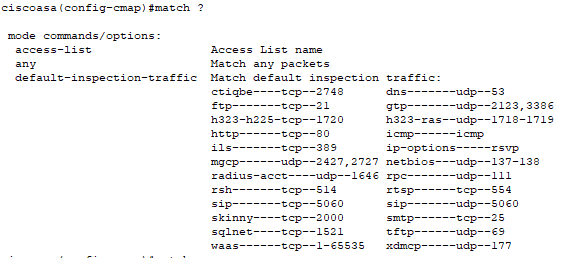 ciscoasa(config-cmap)#match ?
mode commands/options:
access-list Access List name
any Match any packets
default-inspection-traffic Match default inspection traffic:
ctiqbe----tcp--2748 dns-------udp--53
ftp-------tcp--21 gtp-------udp--2123,3386
h323-h225-tcp--1720 h323-ras--udp--1718-1719
http------tcp--80 icmp------icmp
ils-------tcp--389 ip-options-----rsvp
mgcp------udp--2427,2727 netbios---udp--137-138
radius-acct----udp--1646 rpc-------udp--111
rsh-------tcp--514 rtsp------tcp--554
sip-------tcp--5060 sip-------udp--5060
skinny----tcp--2000 smtp------tcp--25
sqlnet----tcp--1521 tftp------udp--69
waas------tcp--1-65535 xdmcp-----udp--177